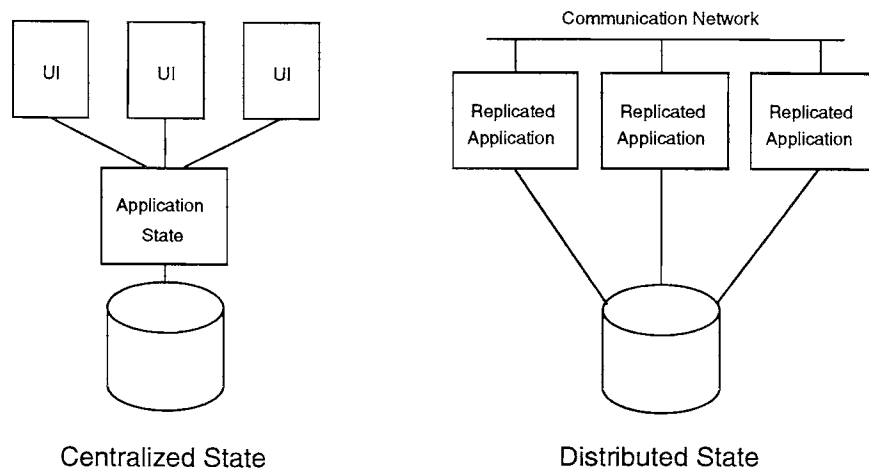 UI
UI
UI
Application
State
Centralized State
Communication Network
Replicated
Application
Replicated
Application
Replicated
Application
Distributed State